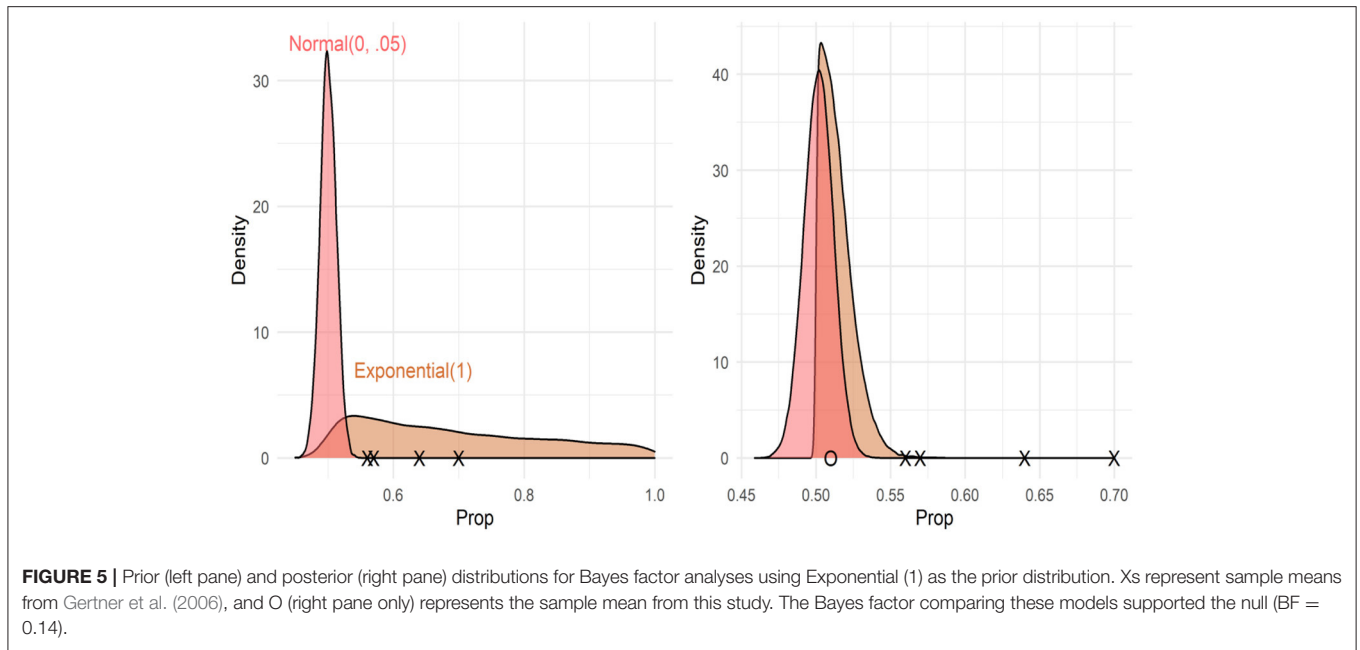 Normal(0, .05)
30
20
10
0
Density
Exponential(1)
X X X X
0.6 0.8 1.0
Prop
40
30
20
10
0
Density
O X X X X
0.45 0.50 0.55 0.60 0.65 0.70
Prop
FIGURE 5 | Prior (left pane) and posterior (right pane) distributions for Bayes factor analyses using Exponential (1) as the prior distribution. Xs represent sample means
from Gertner et al. (2006), and O (right pane only) represents the sample mean from this study. The Bayes factor comparing these models supported the null (BF =
0.14).